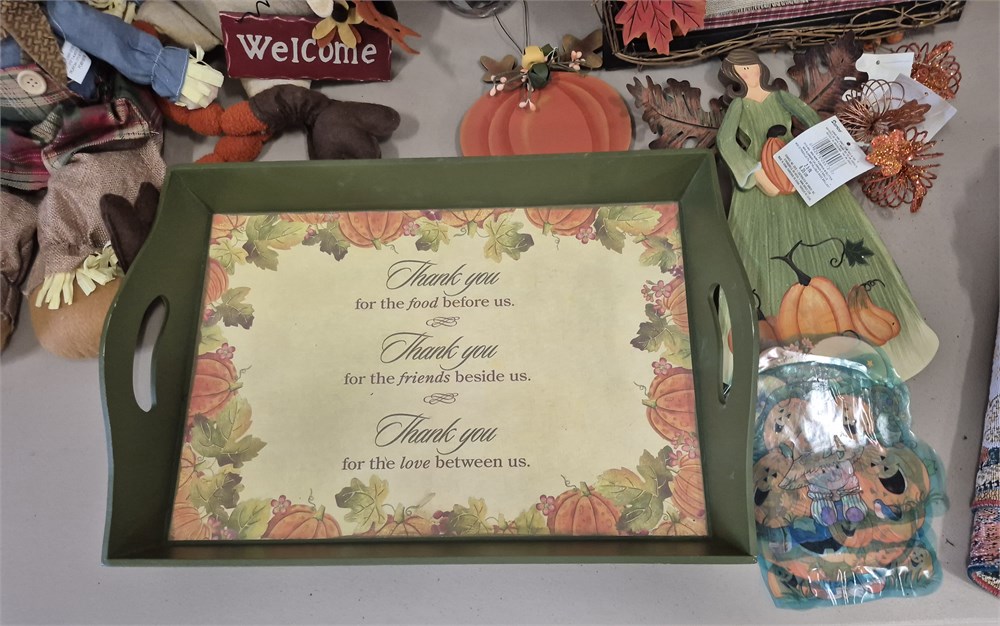 Welcome
Thank you
for the food before us.
Thank you
for the friends beside us.
Thank you
for the love between us.